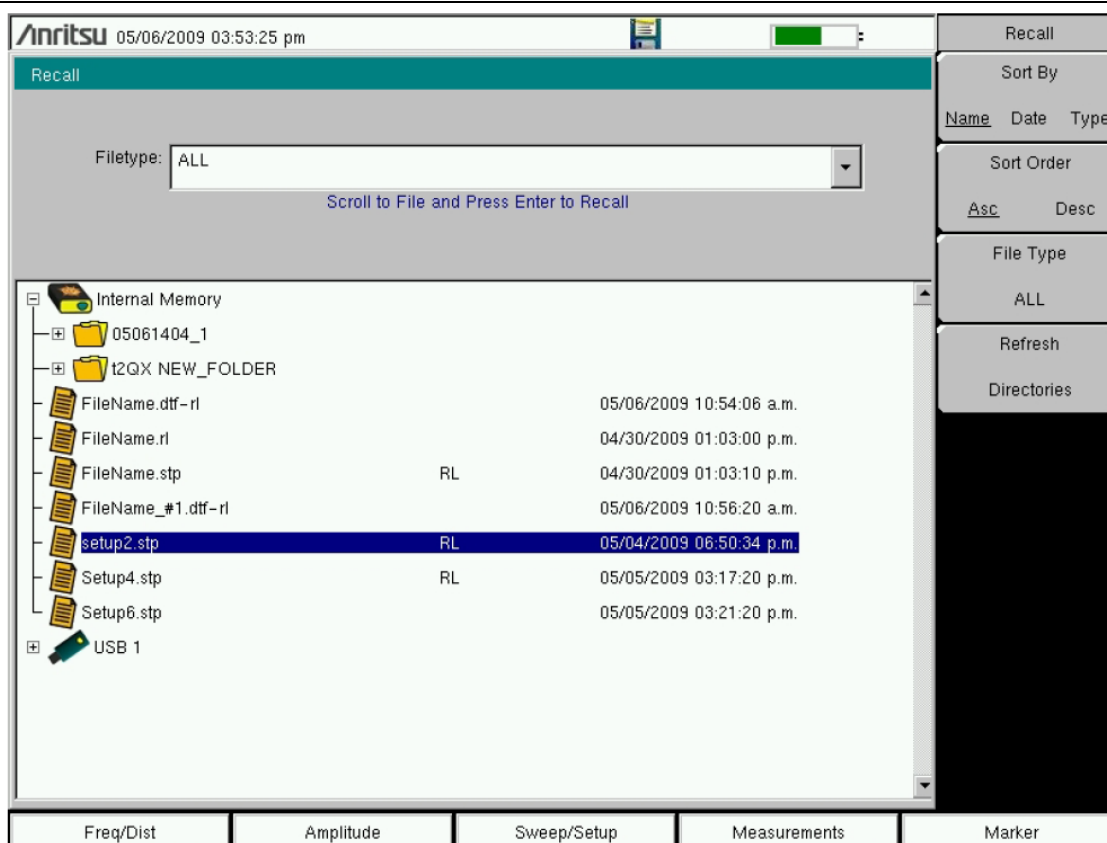 Anritsu 05/06/2009 03:53:25 pm
Recall
Filetype: ALL
Scroll to File and Press Enter to Recall
Internal Memory
05061404_1
t2QX NEW_FOLDER
FileName.dtf-rl 05/06/2009 10:54:06 a.m.
FileName.rl 04/30/2009 01:03:00 p.m.
FileName.stp RL 04/30/2009 01:03:10 p.m.
FileName_#1.dtf-rl 05/06/2009 10:56:20 a.m.
setup2.stp RL 05/04/2009 06:50:34 p.m.
Setup4.stp RL 05/05/2009 03:17:20 p.m.
Setup6.stp 05/05/2009 03:21:20 p.m.
USB 1
Recall
Sort By
Name Date Type
Sort Order
Asc Desc
File Type
ALL
Refresh
Directories
Freq/Dist Amplitude Sweep/Setup Measurements Marker